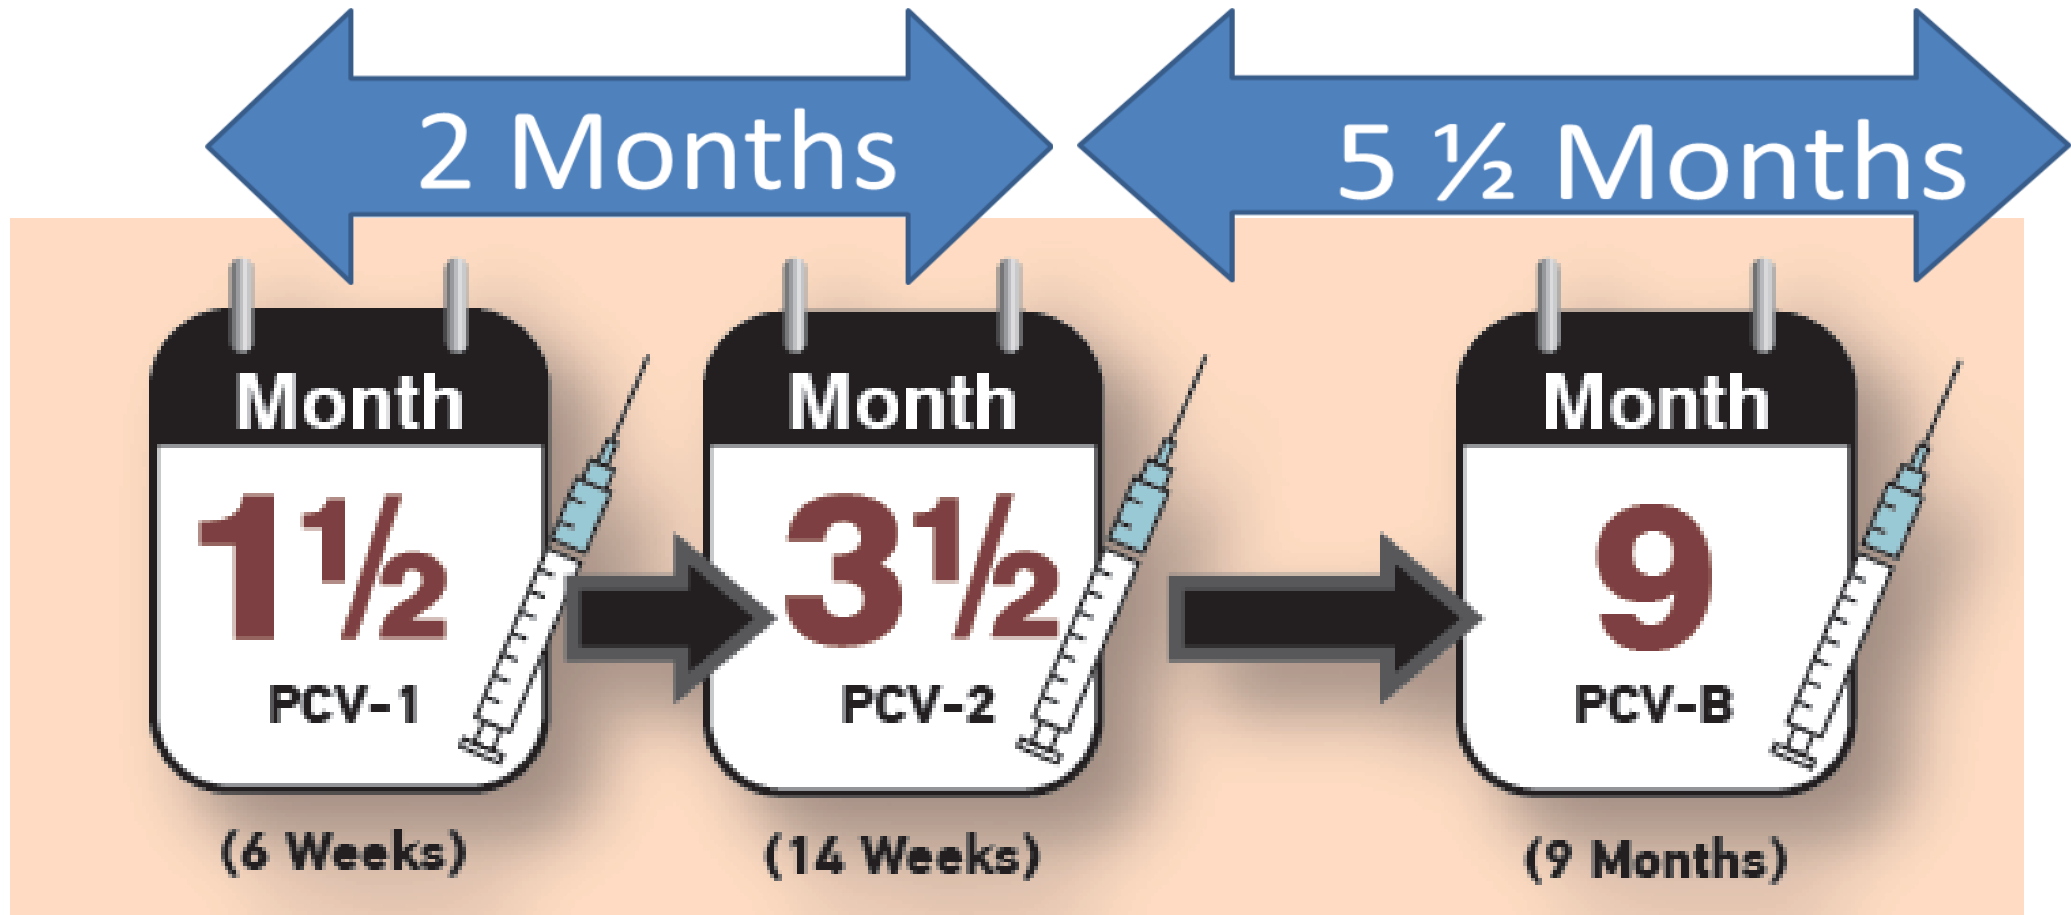 2 Months
5 ½ Months
Month
1½
PCV-1
(6 Weeks)
Month
3½
PCV-2
(14 Weeks)
Month
9
PCV-B
(9 Months)